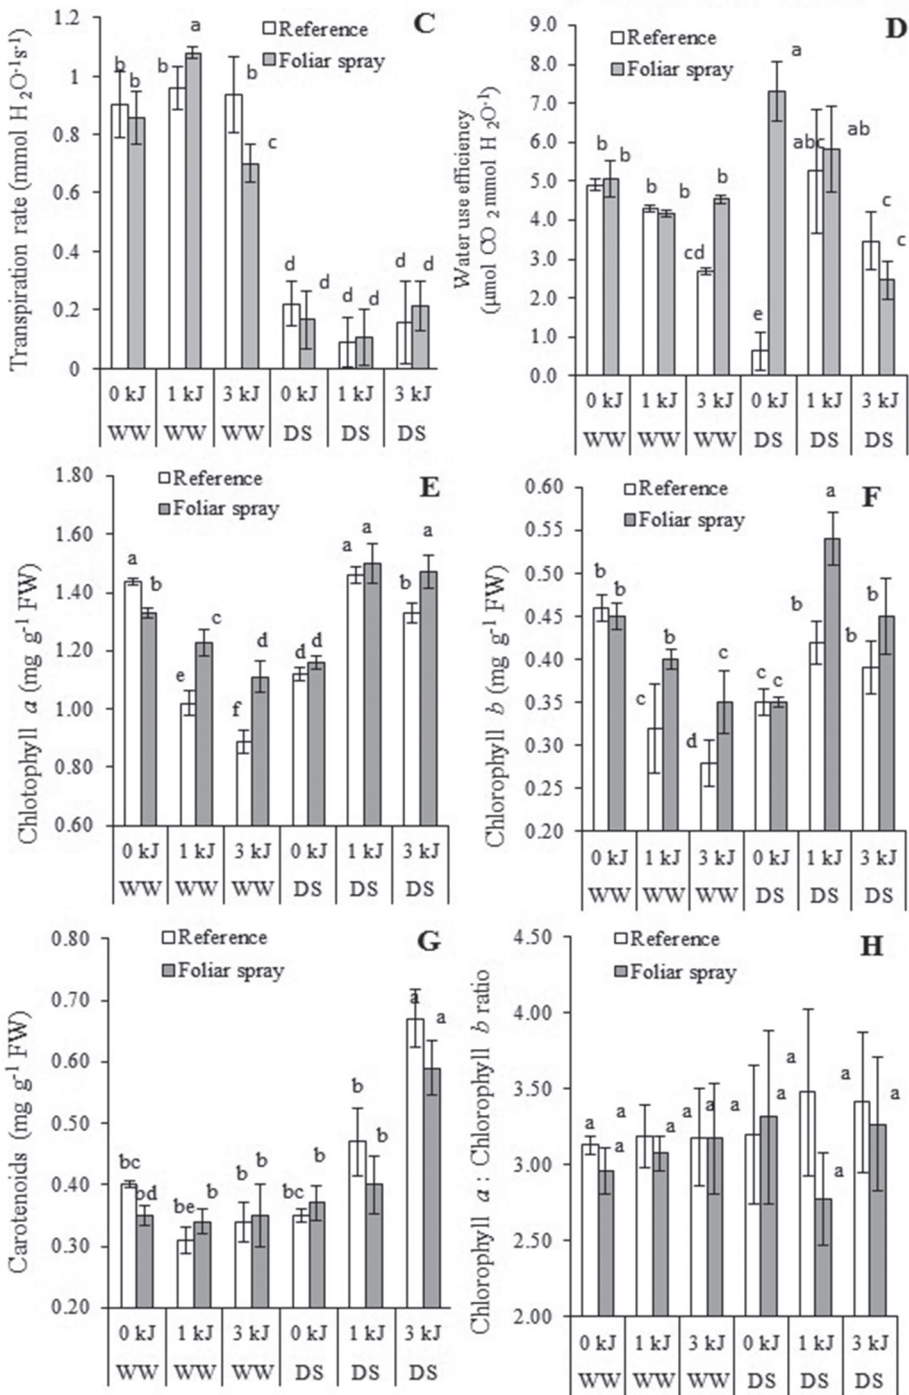 C
Reference
Foliar spray
Transpiration rate (mmol H2O-1s-1)
1.2
1
0.8
0.6
0.4
0.2
0
b b b a b c d d d d d d
0 kJ 1 kJ 3 kJ 0 kJ 1 kJ 3 kJ
WW WW WW DS DS DS
D
Reference
Foliar spray
Water use efficiency
(µmol CO2 mmol H2O-1)
9.0
8.0
7.0
6.0
5.0
4.0
3.0
2.0
1.0
0.0
b b b b cd b e a abc ab c c
0 kJ 1 kJ 3 kJ 0 kJ 1 kJ 3 kJ
WW WW WW DS DS DS
E
Reference
Foliar spray
Chlotophyll a (mg g-1 FW)
1.80
1.60
1.40
1.20
1.00
0.80
0.60
a b e c f d d d a a b a
0 kJ 1 kJ 3 kJ 0 kJ 1 kJ 3 kJ
WW WW WW DS DS DS
F
Reference
Foliar spray
Chlorophyll b (mg g-1 FW)
0.60
0.55
0.50
0.45
0.40
0.35
0.30
0.25
0.20
b b c b d c c c b a b b
0 kJ 1 kJ 3 kJ 0 kJ 1 kJ 3 kJ
WW WW WW DS DS DS
G
Reference
Foliar spray
Carotenoids (mg g-1 FW)
0.80
0.70
0.60
0.50
0.40
0.30
0.20
bc bd be b b b bc b b b a a
0 kJ 1 kJ 3 kJ 0 kJ 1 kJ 3 kJ
WW WW WW DS DS DS
H
Reference
Foliar spray
Chlorophyll a : Chlorophyll b ratio
4.50
4.00
3.50
3.00
2.50
2.00
a a a a a a a a a a a a
0 kJ 1 kJ 3 kJ 0 kJ 1 kJ 3 kJ
WW WW WW DS DS DS